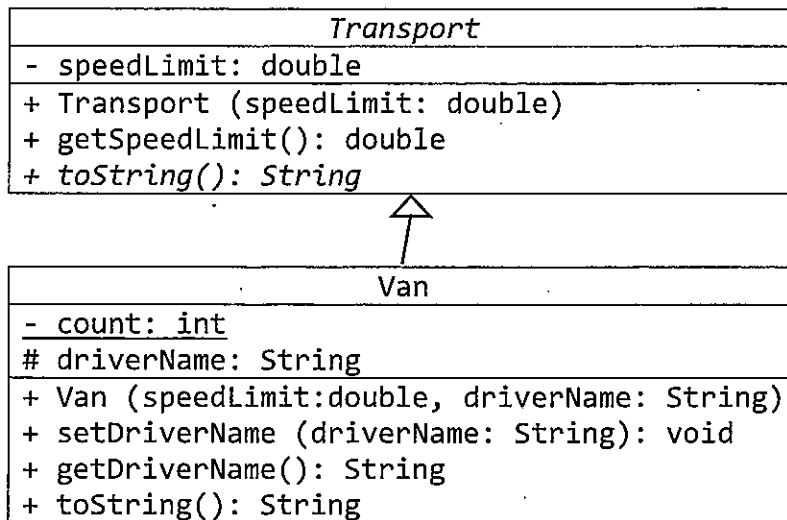 Transport
- speedLimit: double
+ Transport (speedLimit: double)
+ getSpeedLimit(): double
+ toString(): String
Van
- count: int
# driverName: String
+ Van (speedLimit:double, driverName: String)
+ setDriverName (driverName: String): void
+ getDriverName(): String
+ toString(): String